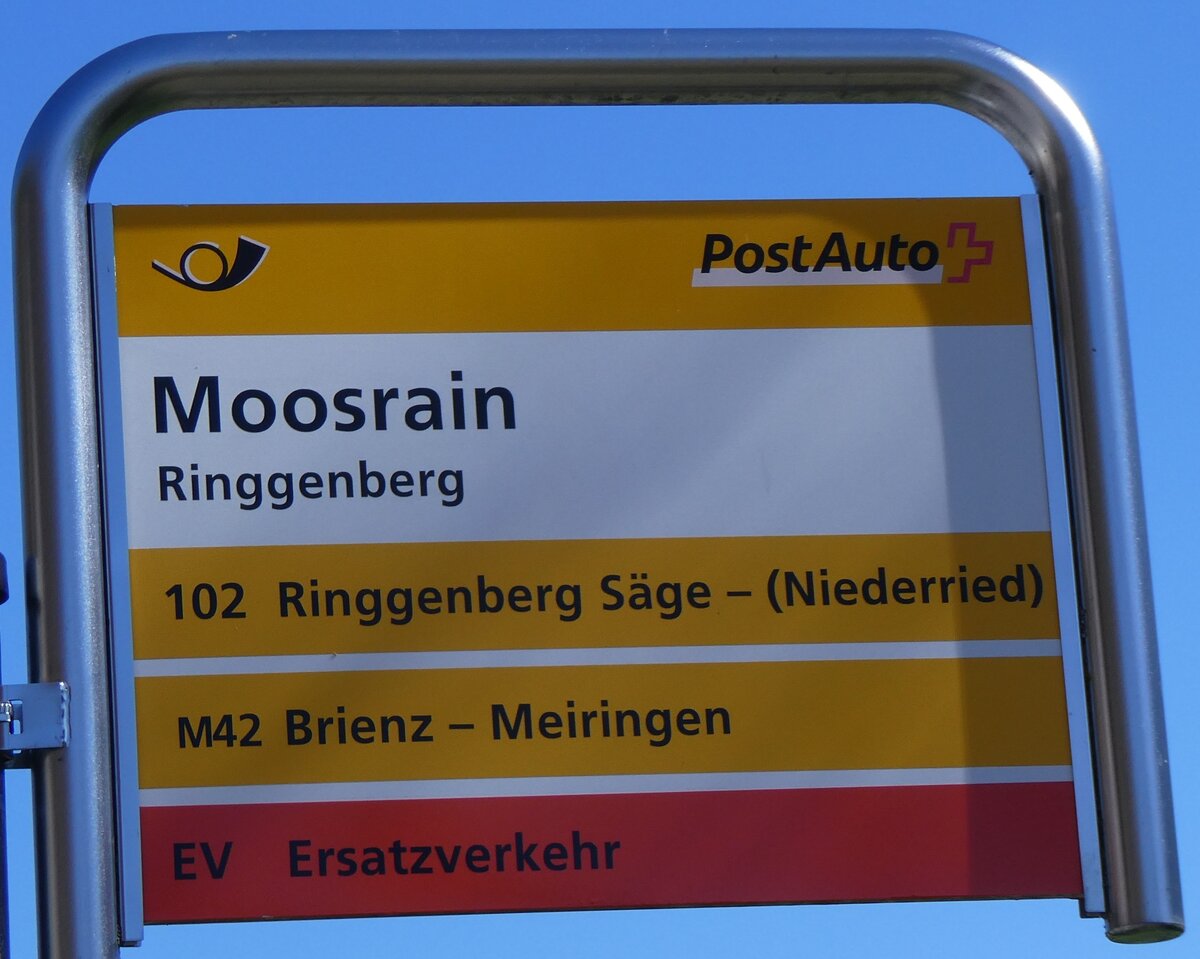 PostAuto
Moosrain
Ringgenberg
102 Ringgenberg Säge – (Niederried)
M42 Brienz – Meiringen
EV Ersatzverkehr